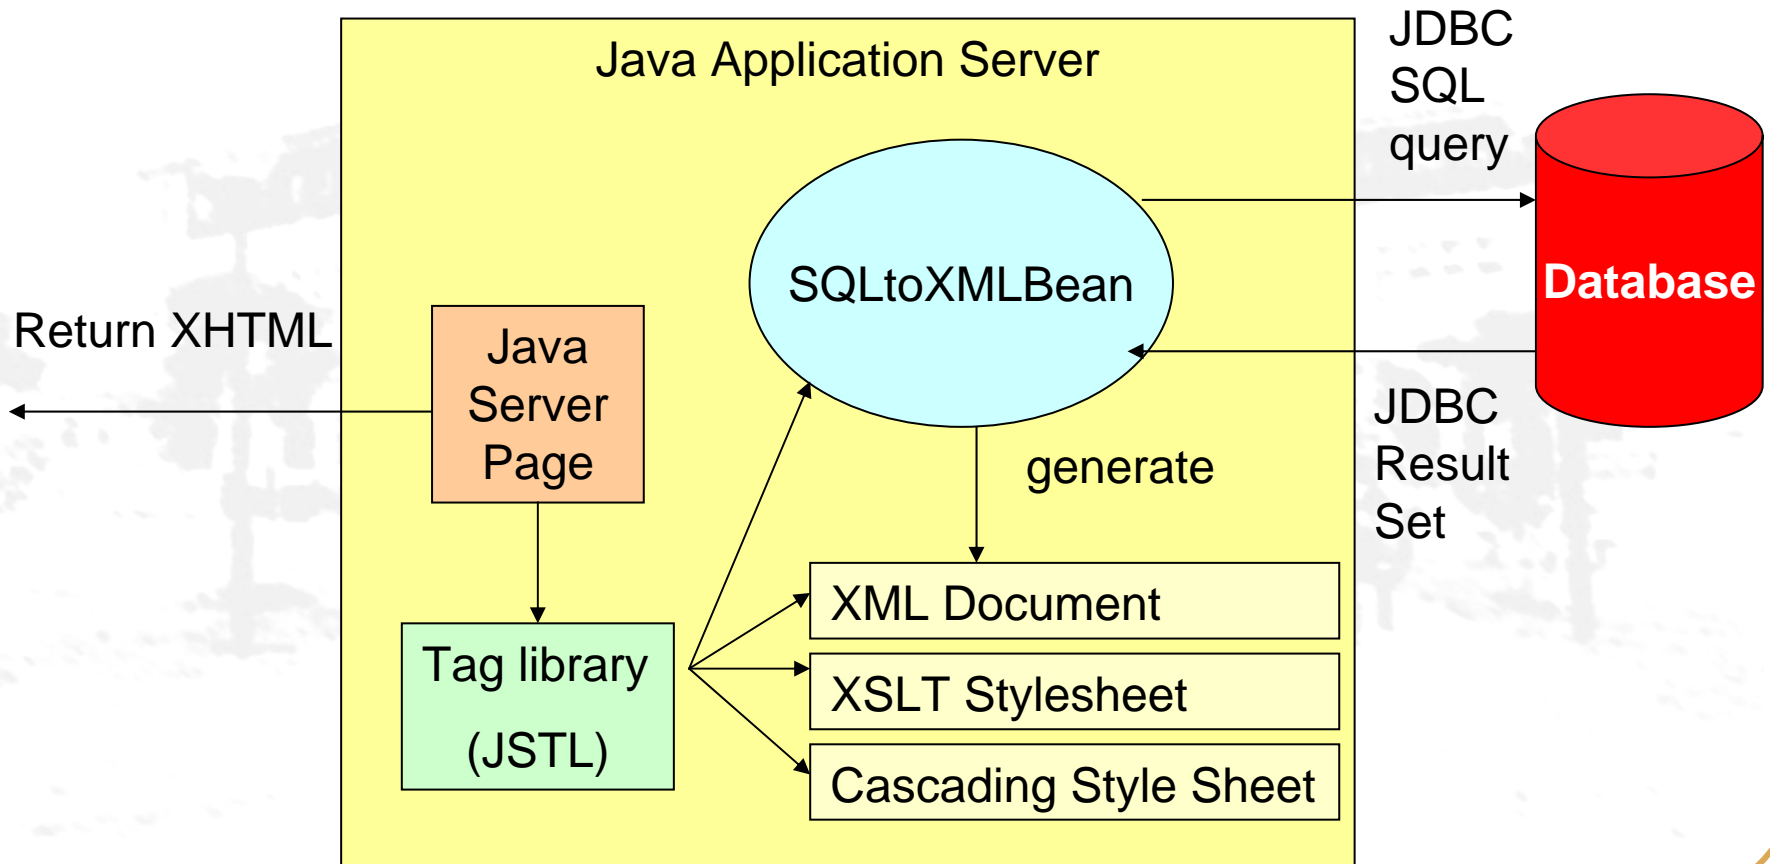 Java Application Server
JDBC
SQL
query
SQLtoXMLBean
Database
Return XHTML
Java
Server
Page
JDBC
Result
Set
generate
XML Document
Tag library
(JSTL)
XSLT Stylesheet
Cascading Style Sheet